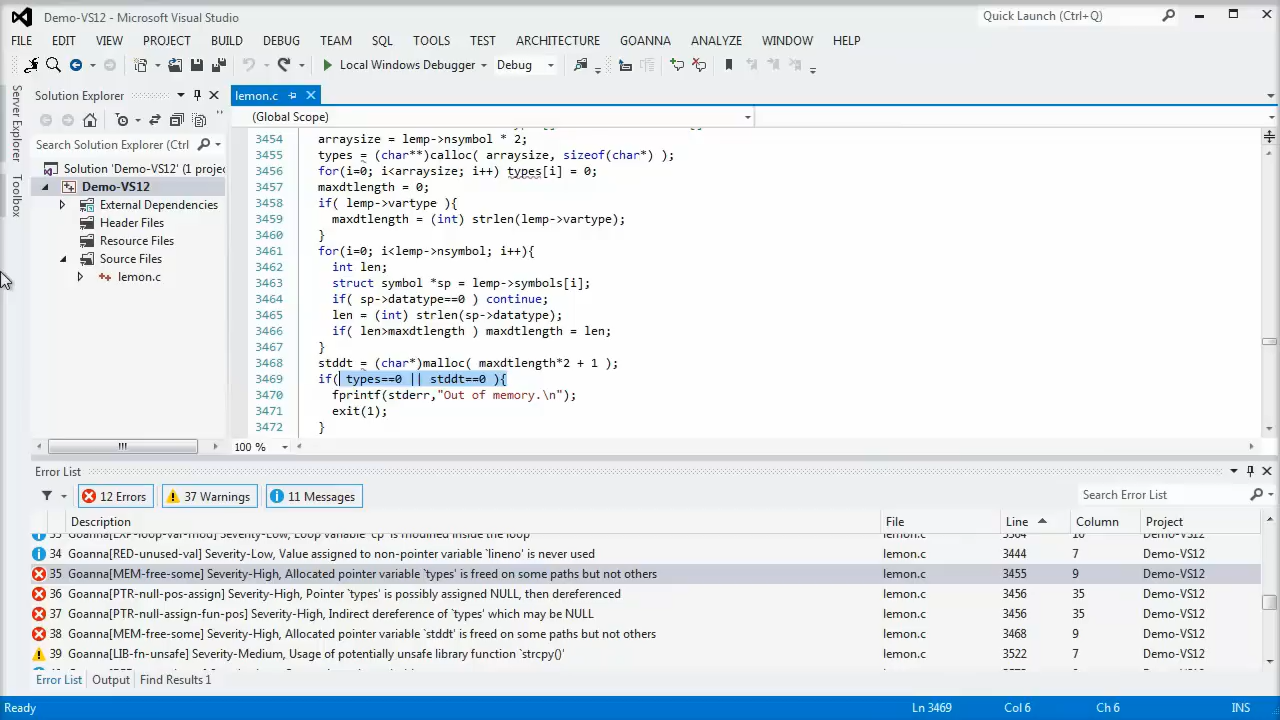 Demo-VS12 - Microsoft Visual Studio
Quick Launch (Ctrl+Q)
FILE EDIT VIEW PROJECT BUILD DEBUG TEAM SQL TOOLS TEST ARCHITECTURE GOANNA ANALYZE WINDOW HELP
Local Windows Debugger Debug
Server Explorer
Toolbox
Solution Explorer
Search Solution Explorer (Ctrl
Solution 'Demo-VS12' (1 projec
Demo-VS12
External Dependencies
Header Files
Resource Files
Source Files
lemon.c
lemon.c
(Global Scope)
3454 arraysize = lemp->nsymbol * 2;
3455 types = (char**)calloc( arraysize, sizeof(char*) );
3456 for(i=0; i<arraysize; i++) types[i] = 0;
3457 maxdtlength = 0;
3458 if( lemp->vartype ){
3459 maxdtlength = (int) strlen(lemp->vartype);
3460 }
3461 for(i=0; i<lemp->nsymbol; i++){
3462 int len;
3463 struct symbol *sp = lemp->symbols[i];
3464 if( sp->datatype==0 ) continue;
3465 len = (int) strlen(sp->datatype);
3466 if( len>maxdtlength ) maxdtlength = len;
3467 }
3468 stddt = (char*)malloc( maxdtlength*2 + 1 );
3469 if( types==0 || stddt==0 ){
3470 fprintf(stderr,"Out of memory.\n");
3471 exit(1);
3472 }
100 %
Error List
12 Errors 37 Warnings 11 Messages
Search Error List
Description File Line Column Project
34 Goanna[RED-unused-val] Severity-Low, Value assigned to non-pointer variable `lineno' is never used lemon.c 3444 7 Demo-VS12
35 Goanna[MEM-free-some] Severity-High, Allocated pointer variable `types' is freed on some paths but not others lemon.c 3455 9 Demo-VS12
36 Goanna[PTR-null-pos-assign] Severity-High, Pointer `types' is possibly assigned NULL, then dereferenced lemon.c 3456 35 Demo-VS12
37 Goanna[PTR-null-assign-fun-pos] Severity-High, Indirect dereference of `types' which may be NULL lemon.c 3456 35 Demo-VS12
38 Goanna[MEM-free-some] Severity-High, Allocated pointer variable `stddt' is freed on some paths but not others lemon.c 3468 9 Demo-VS12
39 Goanna[LIB-fn-unsafe] Severity-Medium, Usage of potentially unsafe library function `strcpy()' lemon.c 3522 7 Demo-VS12
Error List Output Find Results 1
Ready Ln 3469 Col 6 Ch 6 INS